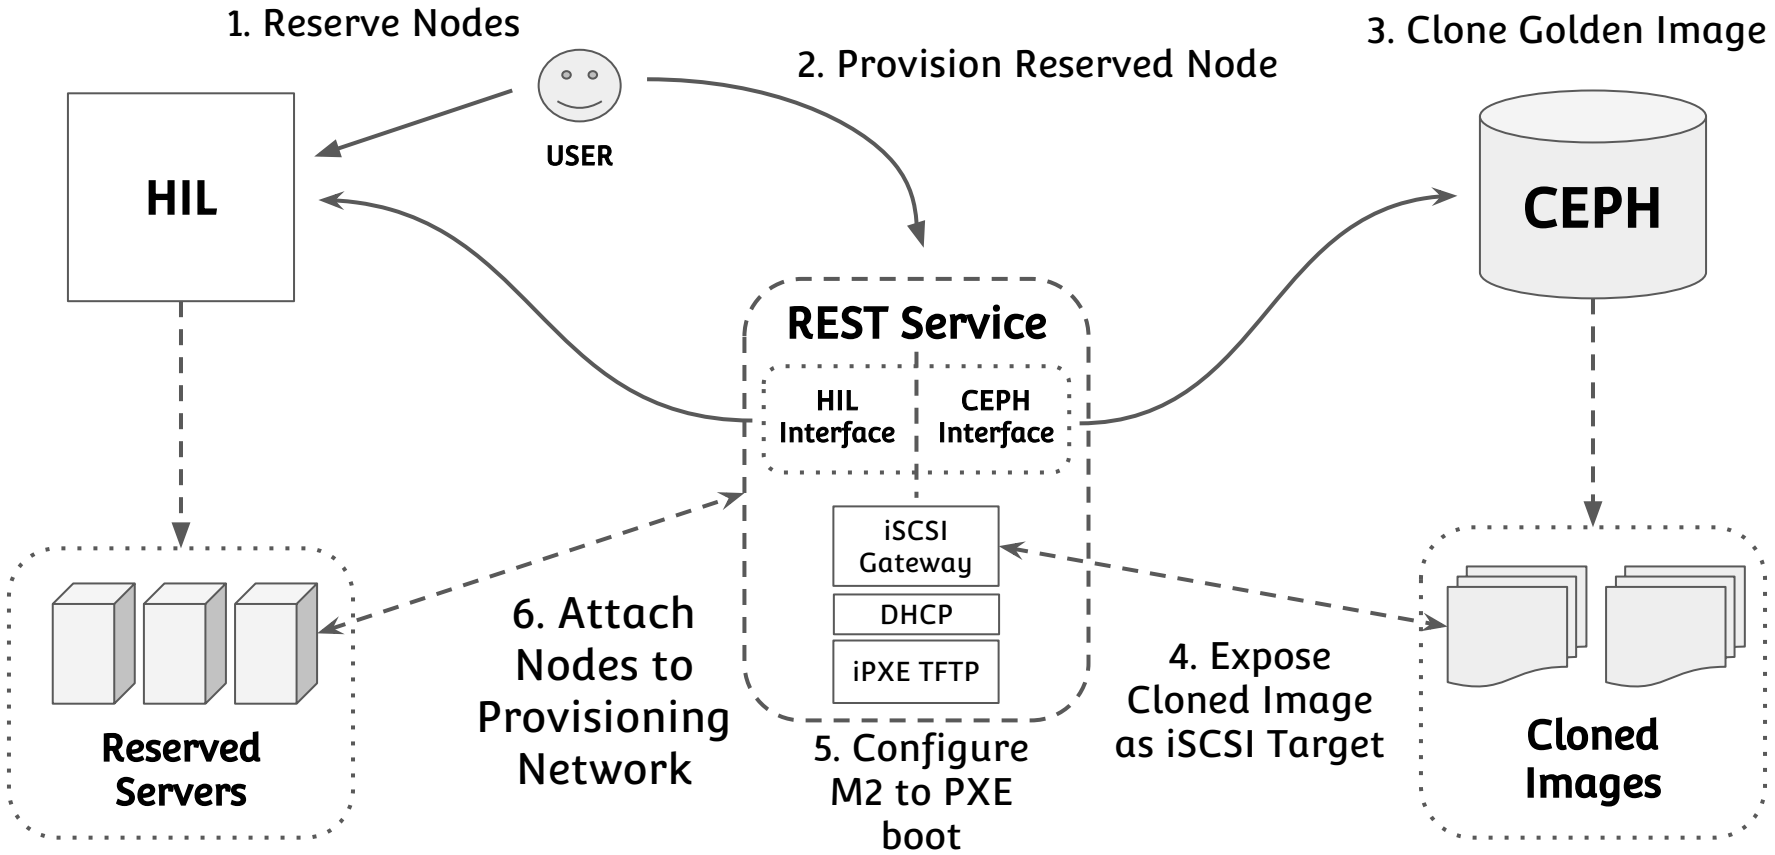 1. Reserve Nodes
2. Provision Reserved Node
3. Clone Golden Image
USER
HIL
CEPH
REST Service
HIL
Interface
CEPH
Interface
iSCSI
Gateway
DHCP
iPXE TFTP
6. Attach
Nodes to
Provisioning
Network
4. Expose
Cloned Image
as iSCSI Target
5. Configure
M2 to PXE
boot
Reserved
Servers
Cloned
Images